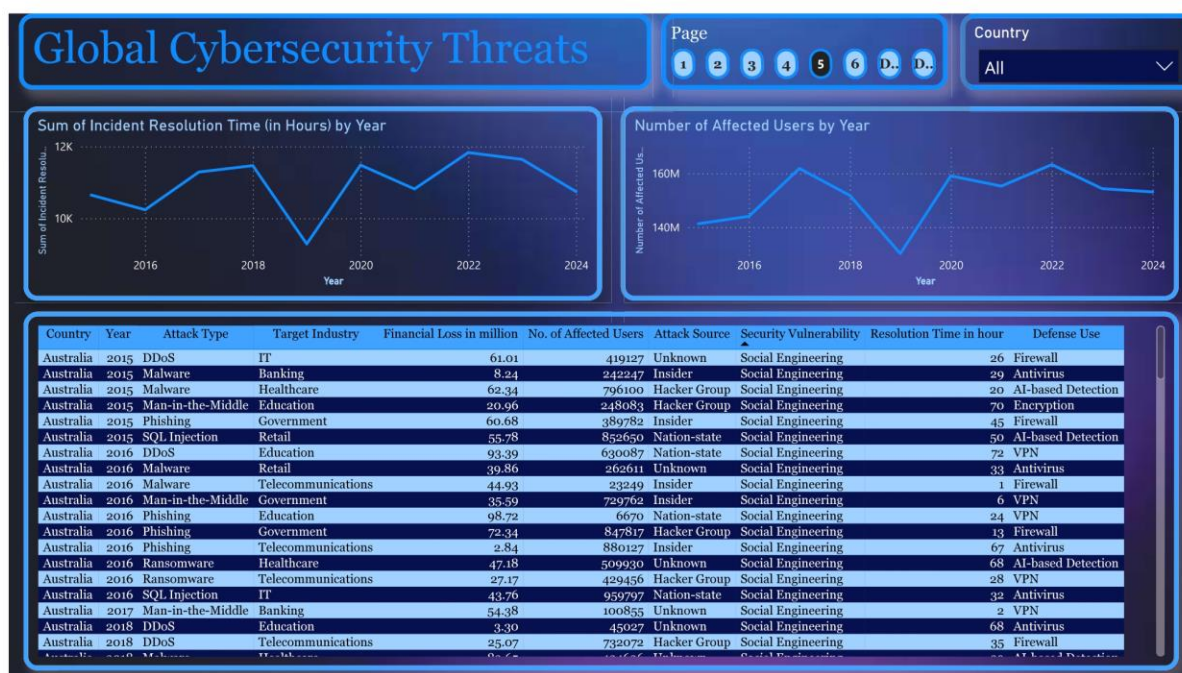 Global Cybersecurity Threats
Page
1 2 3 4 5 6 D.. D..
Country
All
Sum of Incident Resolution Time (in Hours) by Year
Sum of Incident Resolu...
12K
10K
2016 2018 2020 2022 2024
Year
Number of Affected Users by Year
Number of Affected Us...
160M
140M
2016 2018 2020 2022 2024
Year
Country Year Attack Type Target Industry Financial Loss in million No. of Affected Users Attack Source Security Vulnerability Resolution Time in hour Defense Use
Australia 2015 DDoS IT 61.01 419127 Unknown Social Engineering 26 Firewall
Australia 2015 Malware Banking 8.24 242247 Insider Social Engineering 29 Antivirus
Australia 2015 Malware Healthcare 62.34 796100 Hacker Group Social Engineering 20 AI-based Detection
Australia 2015 Man-in-the-Middle Education 20.96 248083 Hacker Group Social Engineering 70 Encryption
Australia 2015 Phishing Government 60.68 389782 Insider Social Engineering 45 Firewall
Australia 2015 SQL Injection Retail 55.78 852650 Nation-state Social Engineering 50 AI-based Detection
Australia 2016 DDoS Education 93.39 630087 Nation-state Social Engineering 72 VPN
Australia 2016 Malware Retail 39.86 262611 Unknown Social Engineering 33 Antivirus
Australia 2016 Malware Telecommunications 44.93 23249 Insider Social Engineering 1 Firewall
Australia 2016 Man-in-the-Middle Government 35.59 729762 Insider Social Engineering 6 VPN
Australia 2016 Phishing Education 98.72 6670 Nation-state Social Engineering 24 VPN
Australia 2016 Phishing Government 72.34 847817 Hacker Group Social Engineering 13 Firewall
Australia 2016 Phishing Telecommunications 2.84 880127 Insider Social Engineering 67 Antivirus
Australia 2016 Ransomware Healthcare 47.18 509930 Unknown Social Engineering 68 AI-based Detection
Australia 2016 Ransomware Telecommunications 27.17 429456 Hacker Group Social Engineering 28 VPN
Australia 2016 SQL Injection IT 43.76 959797 Nation-state Social Engineering 32 Antivirus
Australia 2017 Man-in-the-Middle Banking 54.38 100855 Unknown Social Engineering 2 VPN
Australia 2018 DDoS Education 3.30 45027 Unknown Social Engineering 68 Antivirus
Australia 2018 DDoS Telecommunications 25.07 732072 Hacker Group Social Engineering 35 Firewall